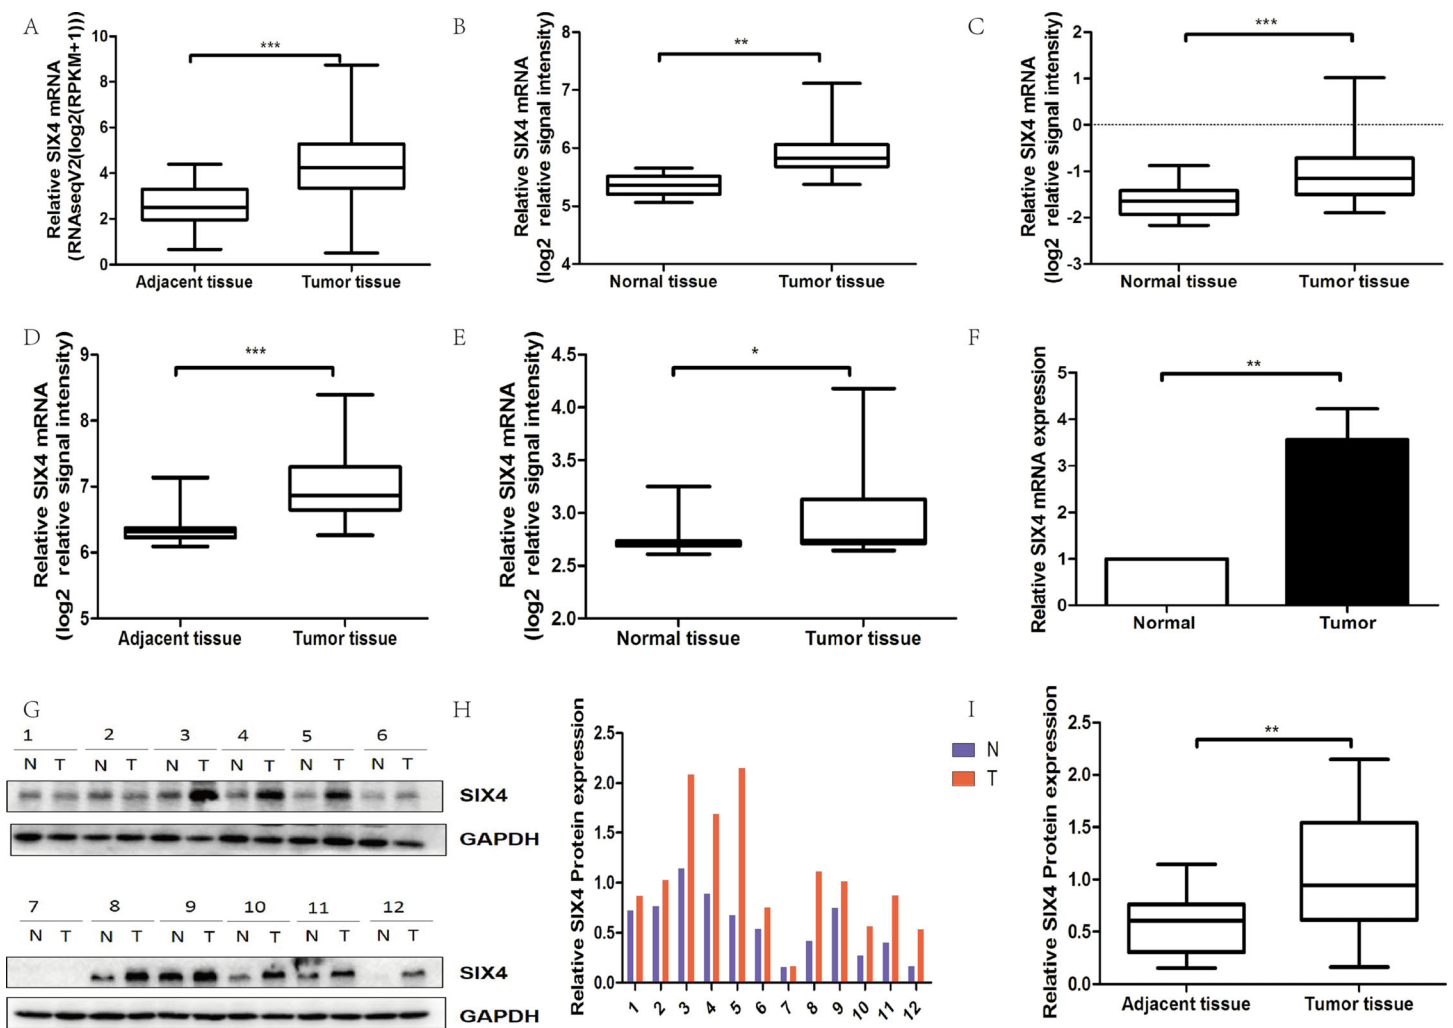 A
Relative SIX4 mRNA
(RNAseqV2(log2(RPKM+1)))
10
8
6
4
2
0
***
Adjacent tissue
Tumor tissue
B
Relative SIX4 mRNA
(log2 relative signal intensity)
8
7
6
5
4
**
Normal tissue
Tumor tissue
C
Relative SIX4 mRNA
(log2 relative signal intensity)
2
1
0
-1
-2
-3
***
Normal tissue
Tumor tissue
D
Relative SIX4 mRNA
(log2 relative signal intensity)
9
8
7
6
5
***
Adjacent tissue
Tumor tissue
E
Relative SIX4 mRNA
(log2 relative signal intensity)
4.5
4.0
3.5
3.0
2.5
2.0
*
Normal tissue
Tumor tissue
F
Relative SIX4 mRNA expression
5
4
3
2
1
0
**
Normal
Tumor
G
1 2 3 4 5 6
N T N T N T N T N T N T
SIX4
GAPDH
7 8 9 10 11 12
N T N T N T N T N T N T
SIX4
GAPDH
H
Relative SIX4 Protein expression
2.5
2.0
1.5
1.0
0.5
0.0
1 2 3 4 5 6 7 8 9 10 11 12
N
T
I
Relative SIX4 Protein expression
2.5
2.0
1.5
1.0
0.5
0.0
**
Adjacent tissue
Tumor tissue